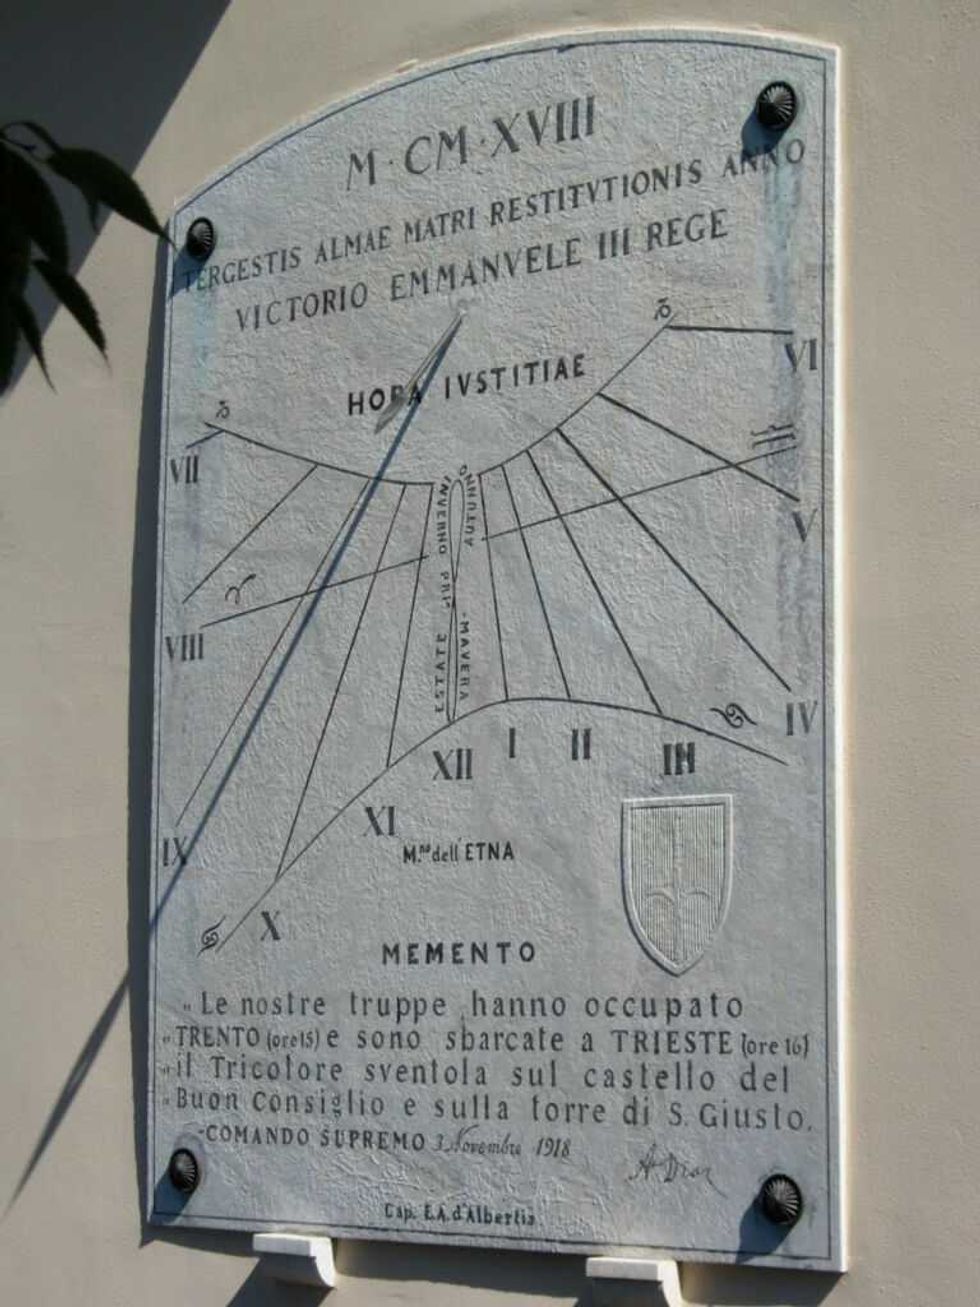 M·CM·XVIII
TERGESTIS ALMAE MATRI RESTITVTIONIS ANNO
VICTORIO EMMANVELE III REGE
HORA IVSTITIAE
VI
VII
V
INVERNO
AUTUNNO
PRI
-MAVERA
ESTATE
VIII
IV
XII
I
II
III
IX
XI
M.no dell'ETNA
X
MEMENTO
„ Le nostre truppe hanno occupato
„ TRENTO (ore 15) e sono sbarcate a TRIESTE (ore 16)
„ il Tricolore sventola sul castello del
„ Buon Consiglio e sulla torre di S. Giusto.
-COMANDO SUPREMO 3 Novembre 1918
Cap. E.A. d'Albertis